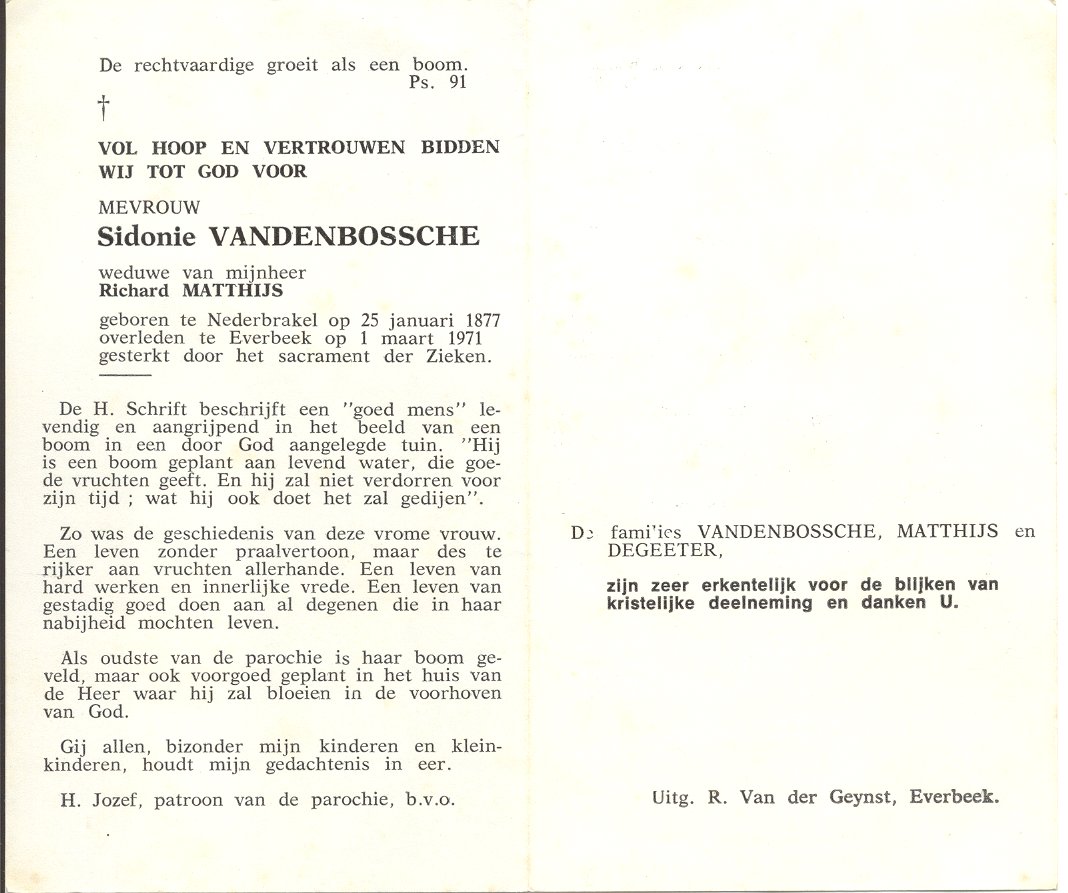 De rechtvaardige groeit als een boom.
Ps. 91
†
VOL HOOP EN VERTROUWEN BIDDEN
WIJ TOT GOD VOOR
MEVROUW
Sidonie VANDENBOSSCHE
weduwe van mijnheer
Richard MATTHIJS
geboren te Nederbrakel op 25 januari 1877
overleden te Everbeek op 1 maart 1971
gesterkt door het sacrament der Zieken.
De H. Schrift beschrijft een "goed mens" le-
vendig en aangrijpend in het beeld van een
boom in een door God aangelegde tuin. "Hij
is een boom geplant aan levend water, die goe-
de vruchten geeft. En hij zal niet verdorren voor
zijn tijd ; wat hij ook doet het zal gedijen".
Zo was de geschiedenis van deze vrome vrouw.
Een leven zonder praalvertoon, maar des te
rijker aan vruchten allerhande. Een leven van
hard werken en innerlijke vrede. Een leven van
gestadig goed doen aan al degenen die in haar
nabijheid mochten leven.
Als oudste van de parochie is haar boom ge-
veld, maar ook voorgoed geplant in het huis van
de Heer waar hij zal bloeien in de voorhoven
van God.
Gij allen, bizonder mijn kinderen en klein-
kinderen, houdt mijn gedachtenis in eer.
H. Jozef, patroon van de parochie, b.v.o.
De families VANDENBOSSCHE, MATTHIJS en
DEGEETER,
zijn zeer erkentelijk voor de blijken van
kristelijke deelneming en danken U.
Uitg. R. Van der Geynst, Everbeek.